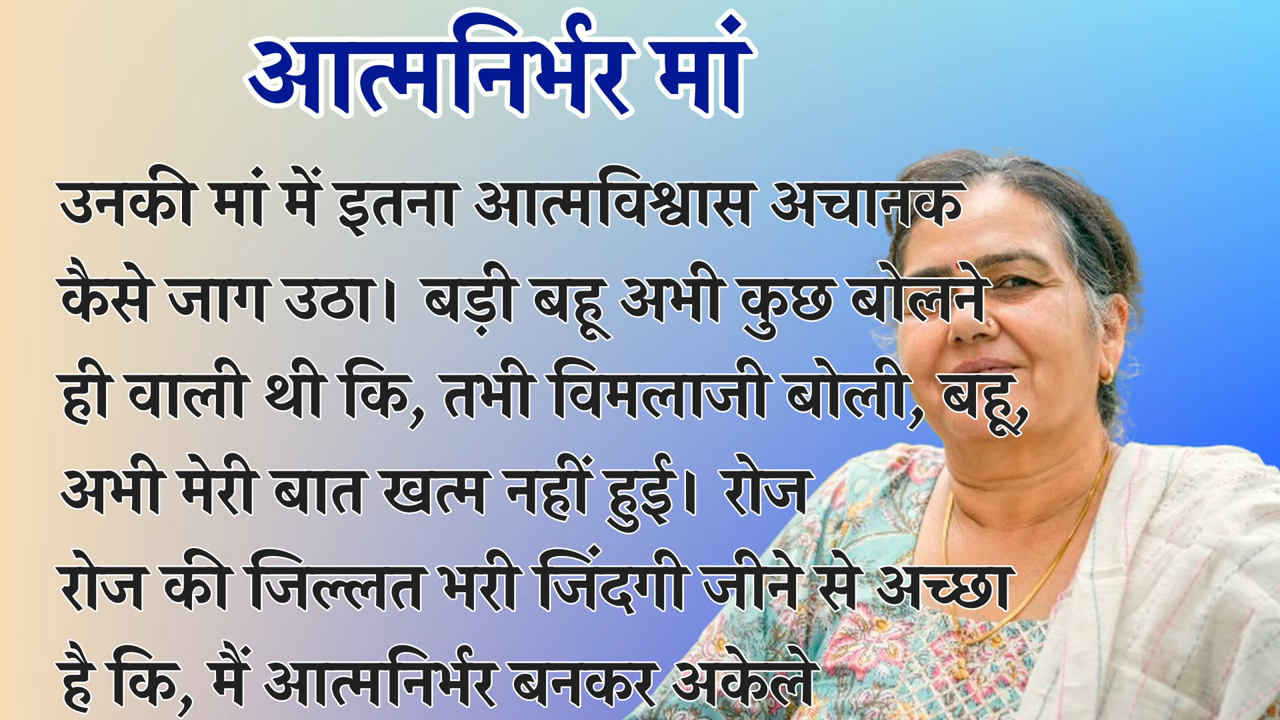 आत्मनिर्भर मां
उनकी मां में इतना आत्मविश्वास अचानक
कैसे जाग उठा। बड़ी बहू अभी कुछ बोलने
ही वाली थी कि, तभी विमलाजी बोली, बहू,
अभी मेरी बात खत्म नहीं हुई। रोज
रोज की जिल्लत भरी जिंदगी जीने से अच्छा
है कि, मैं आत्मनिर्भर बनकर अकेले